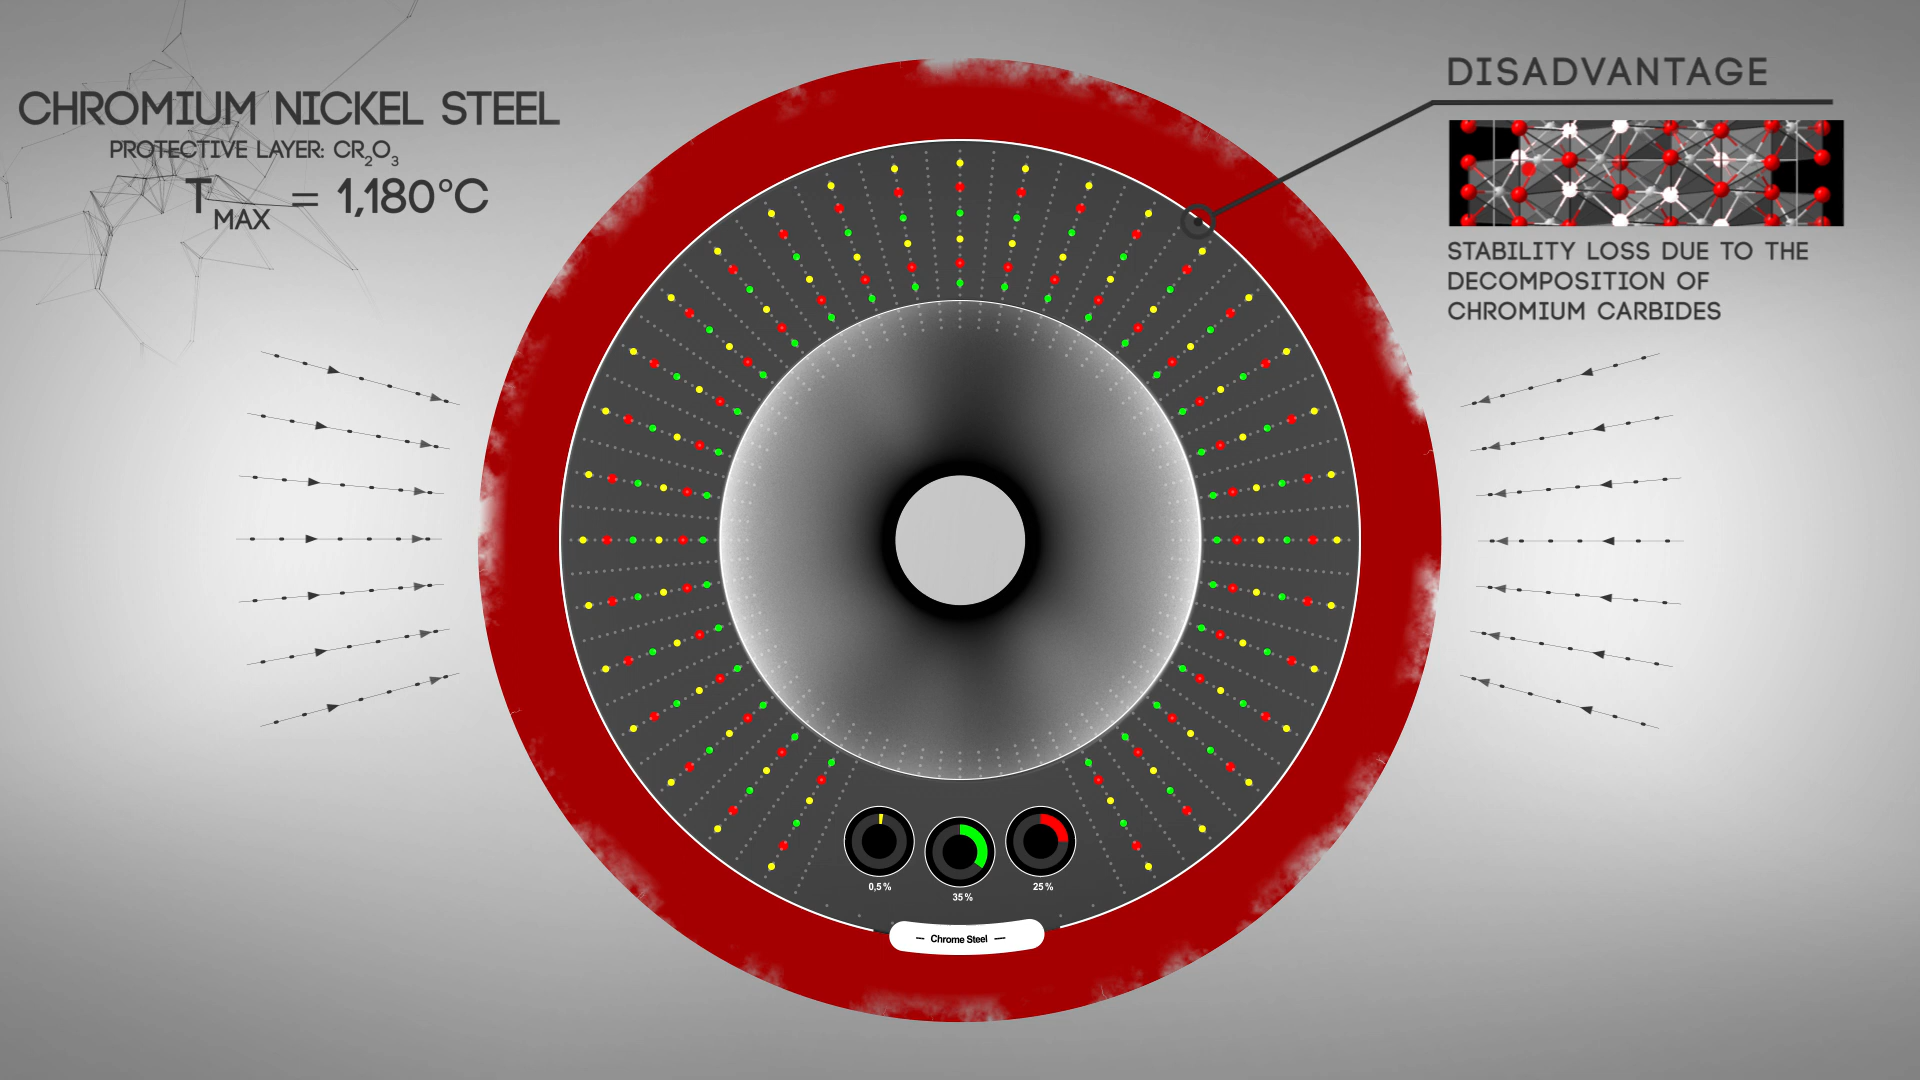 CHROMIUM NICKEL STEEL
PROTECTIVE LAYER: CR₂O₃
T MAX = 1,180°C
DISADVANTAGE
STABILITY LOSS DUE TO THE
DECOMPOSITION OF
CHROMIUM CARBIDES
0,5 %
35 %
25 %
— Chrome Steel —